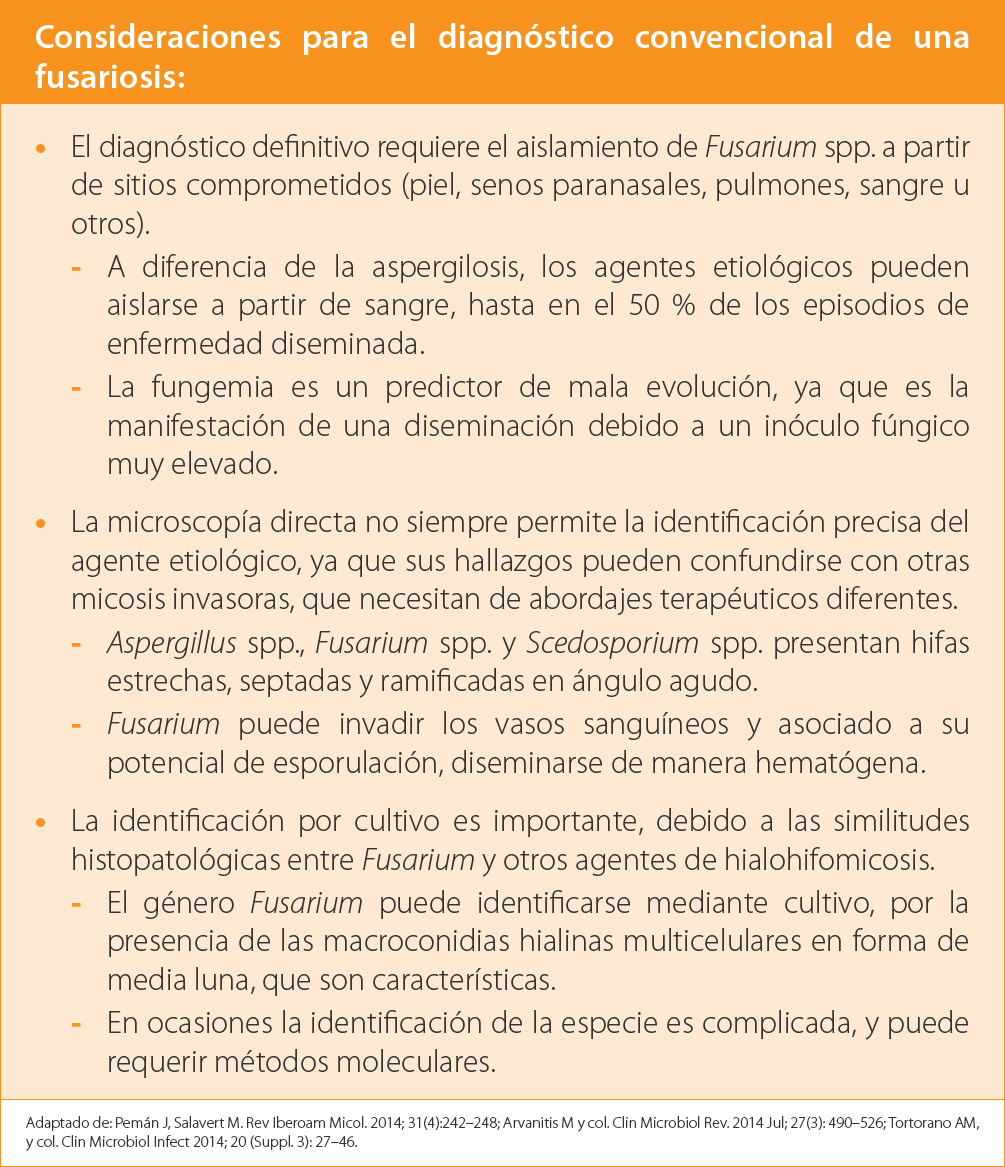 Consideraciones para el diagnóstico convencional de una
fusariosis:
• El diagnóstico definitivo requiere el aislamiento de Fusarium spp. a partir
de sitios comprometidos (piel, senos paranasales, pulmones, sangre u
otros).
- A diferencia de la aspergilosis, los agentes etiológicos pueden
aislarse a partir de sangre, hasta en el 50 % de los episodios de
enfermedad diseminada.
- La fungemia es un predictor de mala evolución, ya que es la
manifestación de una diseminación debido a un inóculo fúngico
muy elevado.
• La microscopía directa no siempre permite la identificación precisa del
agente etiológico, ya que sus hallazgos pueden confundirse con otras
micosis invasoras, que necesitan de abordajes terapéuticos diferentes.
- Aspergillus spp., Fusarium spp. y Scedosporium spp. presentan hifas
estrechas, septadas y ramificadas en ángulo agudo.
- Fusarium puede invadir los vasos sanguíneos y asociado a su
potencial de esporulación, diseminarse de manera hematógena.
• La identificación por cultivo es importante, debido a las similitudes
histopatológicas entre Fusarium y otros agentes de hialohifomicosis.
- El género Fusarium puede identificarse mediante cultivo, por la
presencia de las macroconidias hialinas multicelulares en forma de
media luna, que son características.
- En ocasiones la identificación de la especie es complicada, y puede
requerir métodos moleculares.
Adaptado de: Pemán J, Salavert M. Rev Iberoam Micol. 2014; 31(4):242–248; Arvanitis M y col. Clin Microbiol Rev. 2014 Jul; 27(3): 490–526; Tortorano AM,
y col. Clin Microbiol Infect 2014; 20 (Suppl. 3): 27–46.